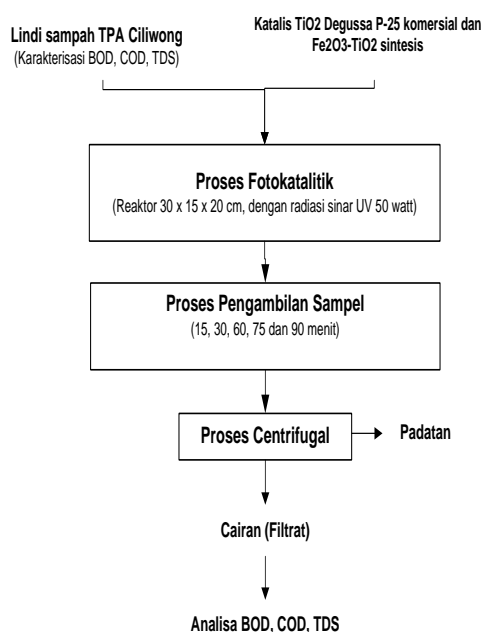 Lindi sampah TPA Ciliwong
(Karakterisasi BOD, COD, TDS)
Katalis TiO2 Degussa P-25 komersial dan
Fe2O3-TiO2 sintesis
Proses Fotokatalitik
(Reaktor 30 x 15 x 20 cm, dengan radiasi sinar UV 50 watt)
Proses Pengambilan Sampel
(15, 30, 60, 75 dan 90 menit)
Proses Centrifugal
Padatan
Cairan (Filtrat)
Analisa BOD, COD, TDS